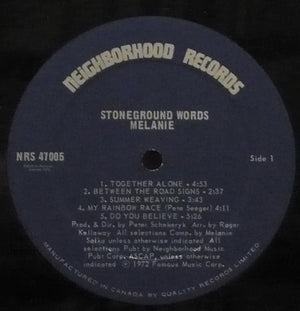 NEIGHBORHOOD RECORDS
STONEGROUND WORDS
MELANIE
NRS 47005
Side 1
1. TOGETHER ALONE - 4:53
2. BETWEEN THE ROAD SIGNS - 2:37
3. SUMMER WEAVING - 3:43
4. MY RAINBOW RACE (Pete Seeger) 4:11
5. DO YOU BELIEVE - 5:26
Prod. & Dir. by Peter Schekeryk. Arr. by Roger
Kellaway. All selections Comp. by Melanie
Safka unless otherwise indicated All
selections Pub: by Neighborhood Music
Pub: Corp. ASCAP, unless otherwise
indicated Ⓟ 1972 Famous Music Corp.
MANUFACTURED IN CANADA BY QUALITY RECORDS LIMITED